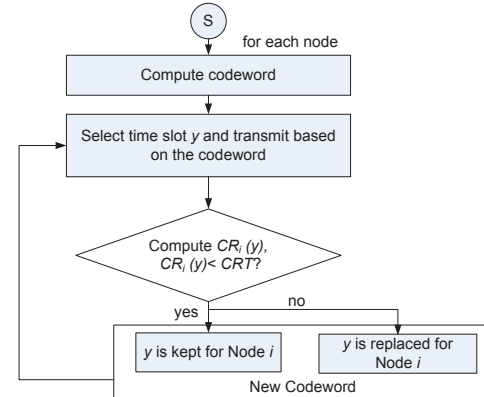 S
for each node
Compute codeword
Select time slot y and transmit based
on the codeword
Compute CRi (y),
CRi (y)< CRT?
yes
no
y is kept for Node i
y is replaced for
Node i
New Codeword